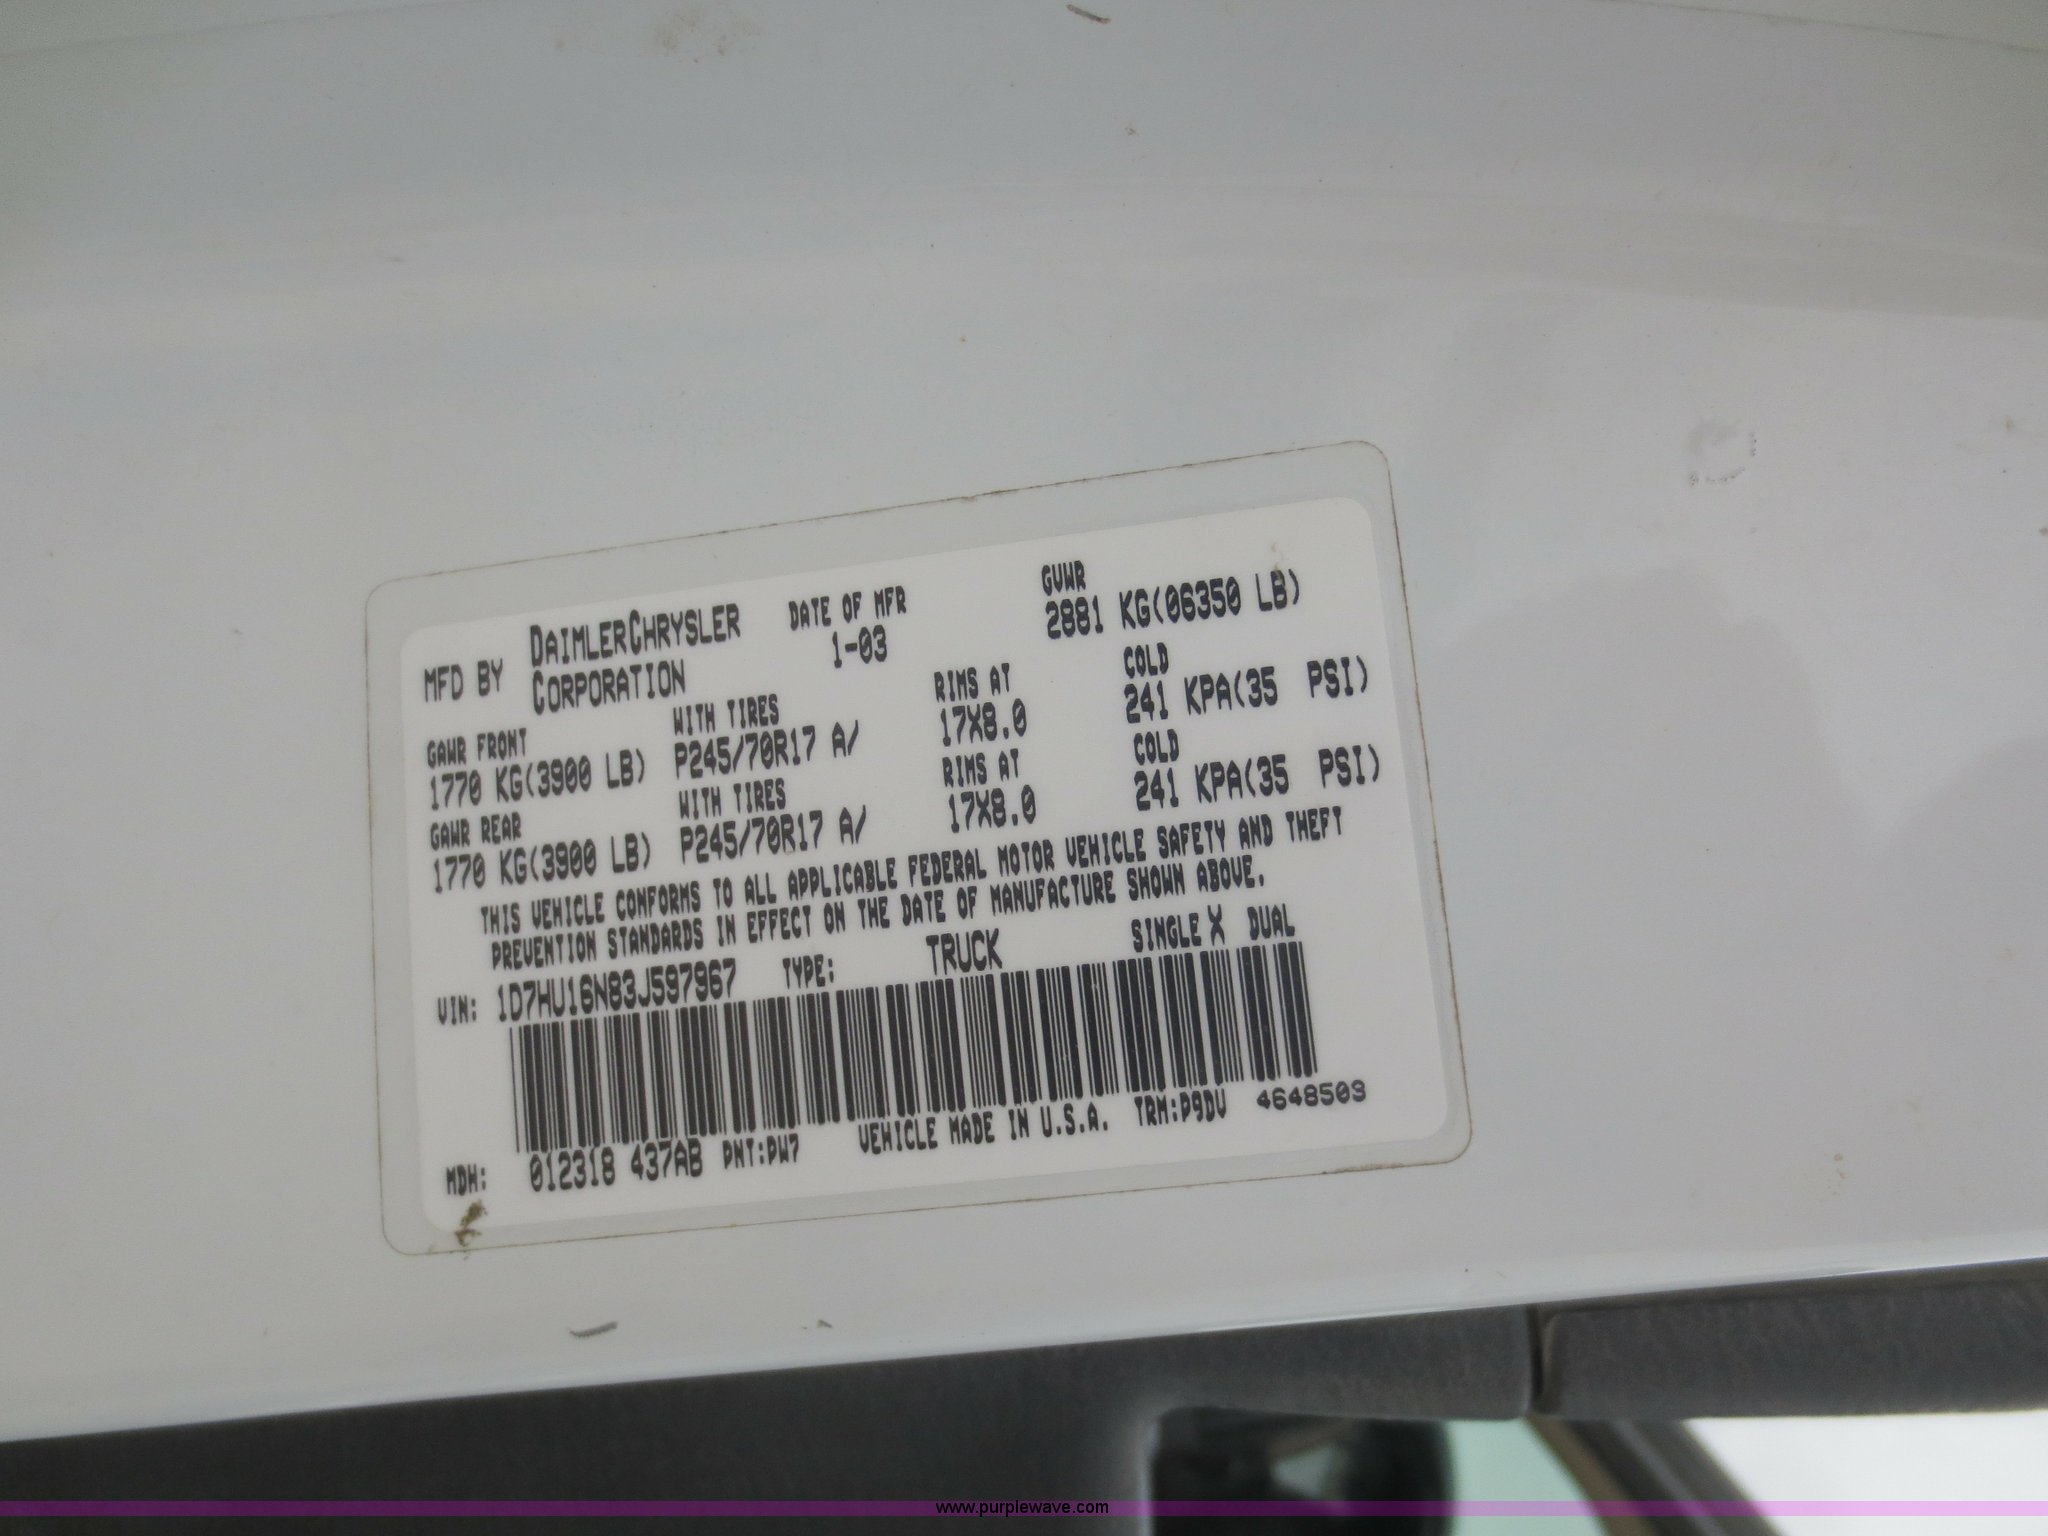 MFD BY DAIMLERCHRYSLER CORPORATION
DATE OF MFR
1-03
GVWR
2881 KG(06350 LB)
GAWR FRONT WITH TIRES RIMS AT COLD
1770 KG(3900 LB) P245/70R17 A/ 17X8.0 241 KPA(35 PSI)
GAWR REAR WITH TIRES RIMS AT COLD
1770 KG(3900 LB) P245/70R17 A/ 17X8.0 241 KPA(35 PSI)
THIS VEHICLE CONFORMS TO ALL APPLICABLE FEDERAL MOTOR VEHICLE SAFETY AND THEFT
PREVENTION STANDARDS IN EFFECT ON THE DATE OF MANUFACTURE SHOWN ABOVE.
VIN: 1D7HU16N83J597967 TYPE: TRUCK SINGLE X DUAL
MDH: 012318 437AB PNT:PW7 VEHICLE MADE IN U.S.A. TRM:P9DV 4648509
www.purplewave.com